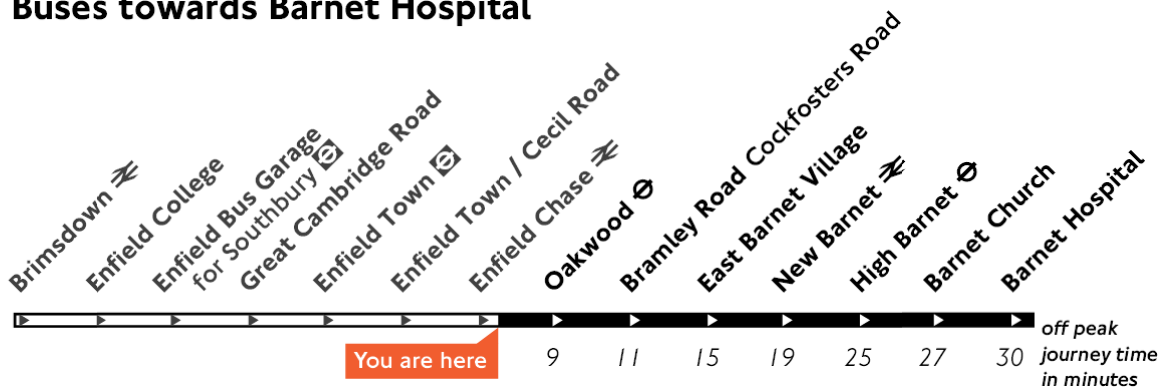 Buses towards Barnet Hospital
Brimsdown
Enfield College
Enfield Bus Garage
for Southbury
Great Cambridge Road
Enfield Town
Enfield Town / Cecil Road
Enfield Chase
Oakwood
Bramley Road Cockfosters Road
East Barnet Village
New Barnet
High Barnet
Barnet Church
Barnet Hospital
You are here
9 11 15 19 25 27 30
off peak
journey time
in minutes